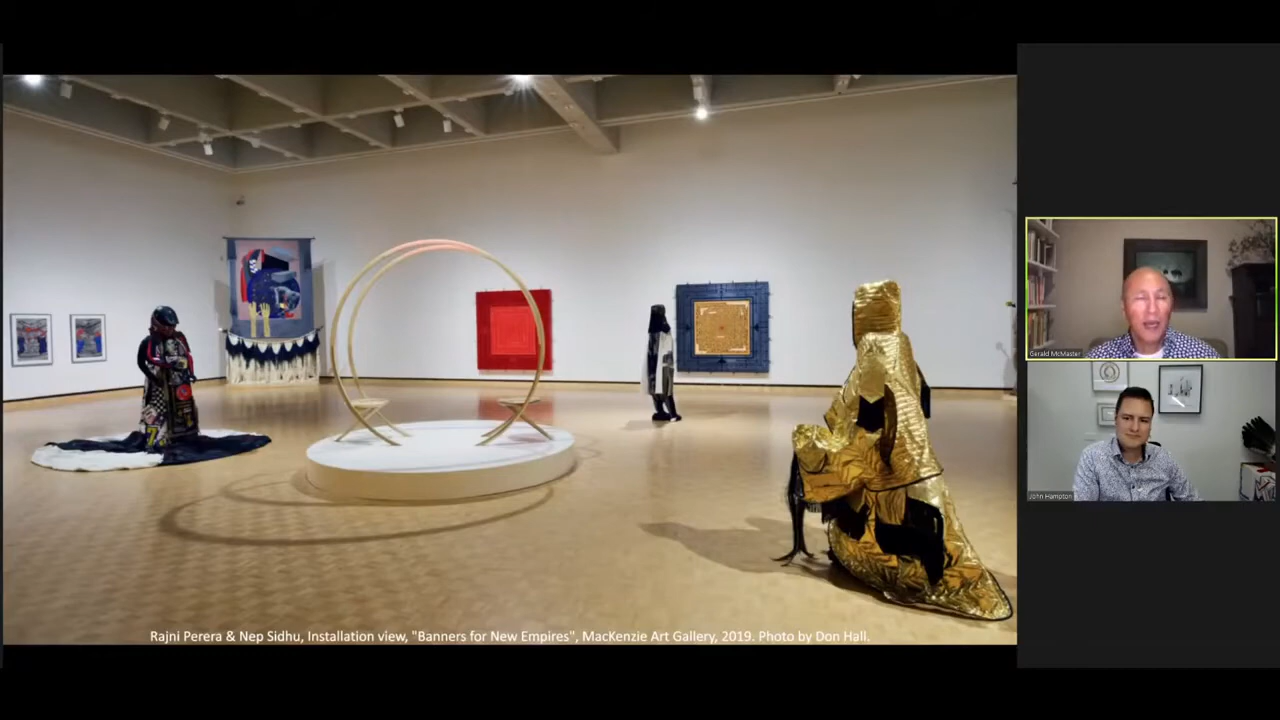 Rajni Perera & Nep Sidhu, Installation view, "Banners for New Empires", MacKenzie Art Gallery, 2019. Photo by Don Hall.
Gerald McMaster
John Hampton